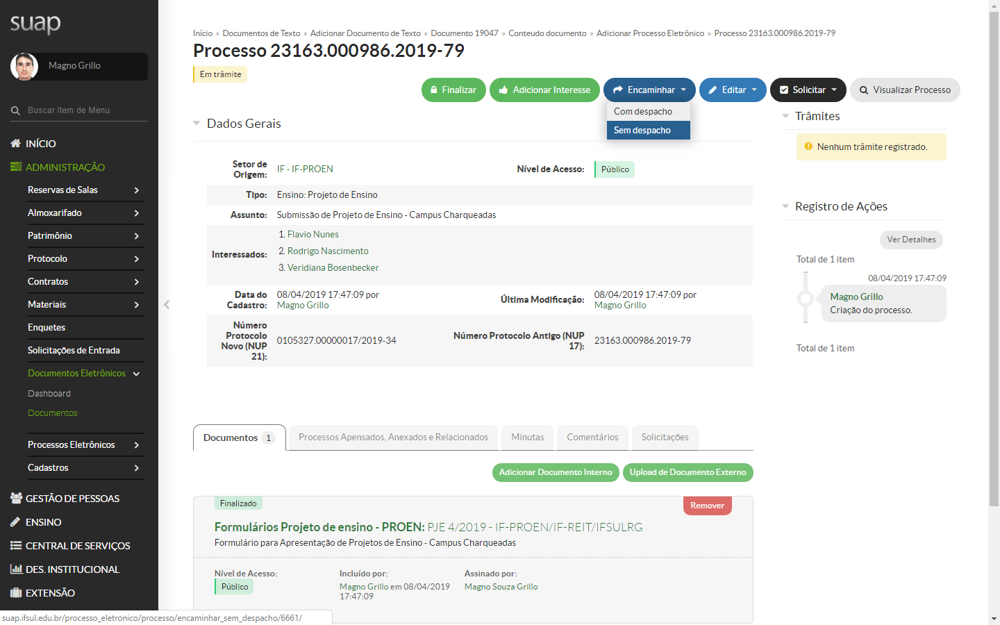 suap
Magno Grillo
Buscar Item de Menu
INÍCIO
ADMINISTRAÇÃO
Reservas de Salas
Almoxarifado
Patrimônio
Protocolo
Contratos
Materiais
Enquetes
Solicitações de Entrada
Documentos Eletrônicos
Dashboard
Documentos
Processos Eletrônicos
Cadastros
GESTÃO DE PESSOAS
ENSINO
CENTRAL DE SERVIÇOS
DES. INSTITUCIONAL
EXTENSÃO
Início » Documentos de Texto » Adicionar Documento de Texto » Documento 19047 » Conteudo documento » Adicionar Processo Eletrônico » Processo 23163.000986.2019-79
Processo 23163.000986.2019-79
Em trâmite
Finalizar
Adicionar Interesse
Encaminhar
Editar
Solicitar
Visualizar Processo
Com despacho
Sem despacho
Dados Gerais
Setor de
Origem:
IF - IF-PROEN
Nível de Acesso:
Público
Tipo:
Ensino: Projeto de Ensino
Assunto:
Submissão de Projeto de Ensino - Campus Charqueadas
Interessados:
1. Flavio Nunes
2. Rodrigo Nascimento
3. Veridiana Bosenbecker
Data do
Cadastro:
08/04/2019 17:47:09 por
Magno Grillo
Última Modificação:
08/04/2019 17:47:09 por
Magno Grillo
Número
Protocolo
Novo (NUP
21):
0105327.00000017/2019-34
Número Protocolo Antigo (NUP
17):
23163.000986.2019-79
Trâmites
Nenhum trâmite registrado.
Registro de Ações
Ver Detalhes
Total de 1 item
08/04/2019 17:47:09
Magno Grillo
Criação do processo.
Total de 1 item
Documentos 1
Processos Apensados, Anexados e Relacionados
Minutas
Comentários
Solicitações
Adicionar Documento Interno
Upload de Documento Externo
Finalizado
Remover
Formulários Projeto de ensino - PROEN: PJE 4/2019 - IF-PROEN/IF-REIT/IFSULRG
Formulário para Apresentação de Projetos de Ensino - Campus Charqueadas
Nível de Acesso:
Público
Incluído por:
Magno Grillo em 08/04/2019
17:47:09
Assinado por:
Magno Souza Grillo
suap.ifsul.edu.br/processo_eletronico/processo/encaminhar_sem_despacho/6661/